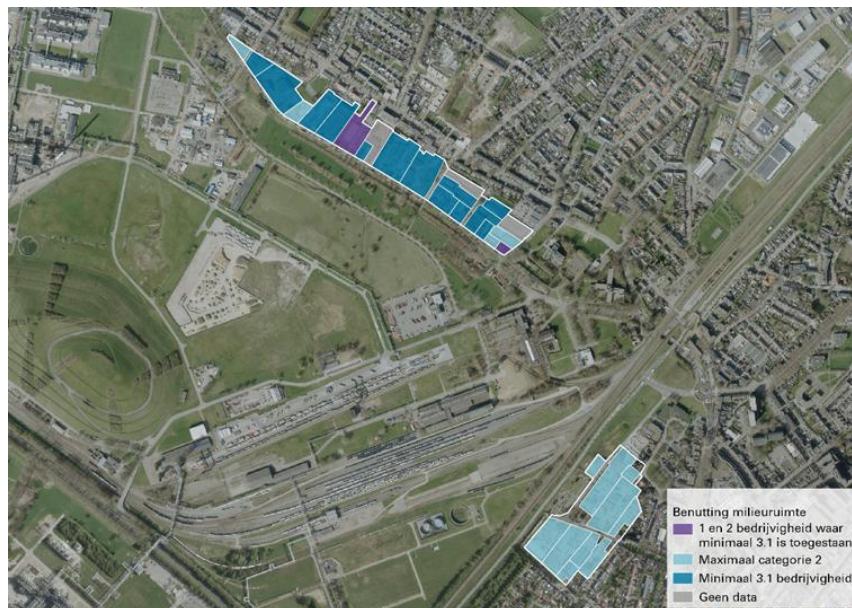 Benutting milieuruimte
1 en 2 bedrijvigheid waar
minimaal 3.1 is toegestaan
Maximaal categorie 2
Minimaal 3.1 bedrijvigheid
Geen data